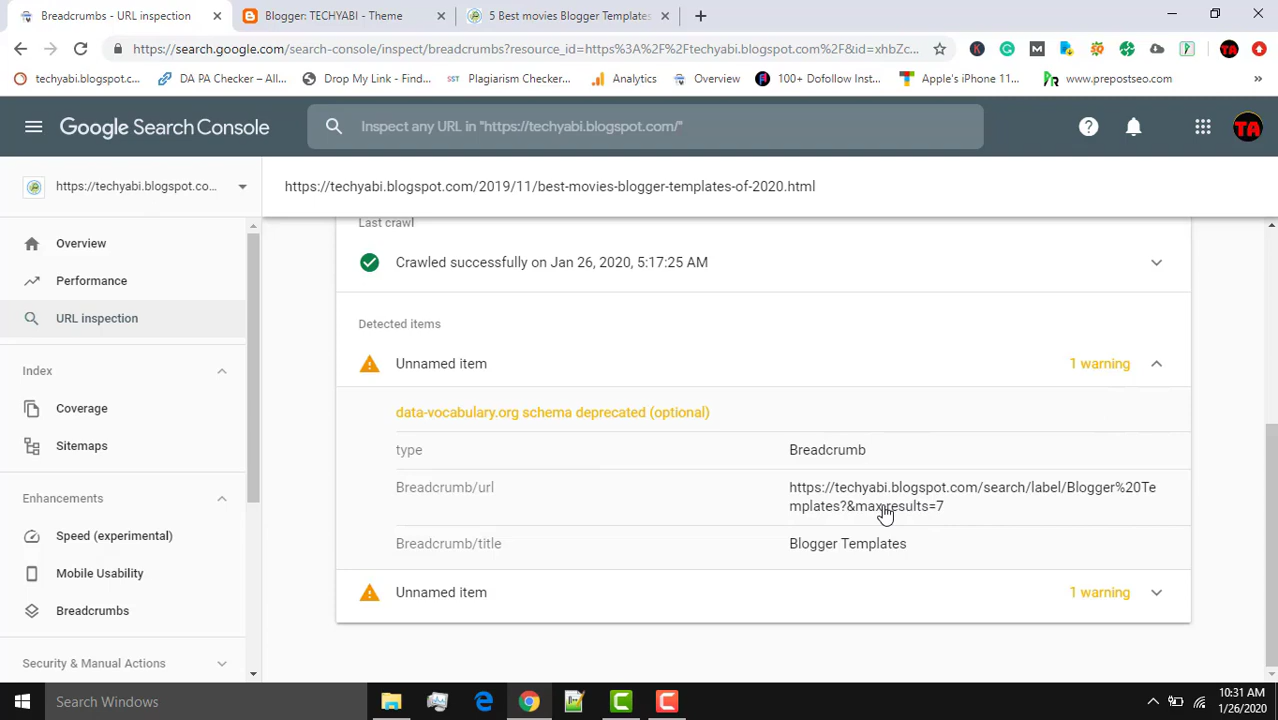 Breadcrumbs - URL inspection
Blogger: TECHYABI - Theme
5 Best movies Blogger Templates
https://search.google.com/search-console/inspect/breadcrumbs?resource_id=https%3A%2F%2Ftechyabi.blogspot.com%2F&id=xhbZc...
techyabi.blogspot.c...
DA PA Checker – All...
Drop My Link - Find...
SST Plagiarism Checker...
Analytics
Overview
100+ Dofollow Inst...
Apple's iPhone 11...
www.prepostseo.com
Google Search Console
Inspect any URL in "https://techyabi.blogspot.com/"
TA
https://techyabi.blogspot.co...
https://techyabi.blogspot.com/2019/11/best-movies-blogger-templates-of-2020.html
Overview
Performance
URL inspection
Index
Coverage
Sitemaps
Enhancements
Speed (experimental)
Mobile Usability
Breadcrumbs
Security & Manual Actions
Last crawl
Crawled successfully on Jan 26, 2020, 5:17:25 AM
Detected items
Unnamed item
1 warning
data-vocabulary.org schema deprecated (optional)
type
Breadcrumb
Breadcrumb/url
https://techyabi.blogspot.com/search/label/Blogger%20Te
mplates?&max-results=7
Breadcrumb/title
Blogger Templates
Unnamed item
1 warning
Search Windows
10:31 AM
1/26/2020